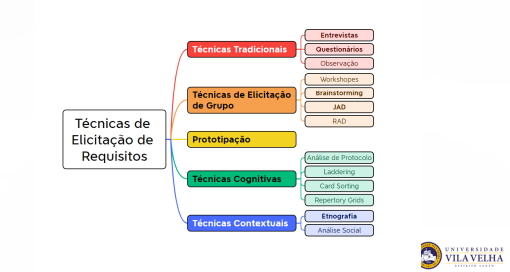 Técnicas de
Elicitação de
Requisitos
Técnicas Tradicionais
Entrevistas
Questionários
Observação
Técnicas de Elicitação
de Grupo
Workshopes
Brainstorming
JAD
RAD
Prototipação
Técnicas Cognitivas
Análise de Protocolo
Laddering
Card Sorting
Repertory Grids
Técnicas Contextuais
Etnografia
Análise Social
UNIVERSIDADE
VILA VELHA
ESPÍRITO SANTO